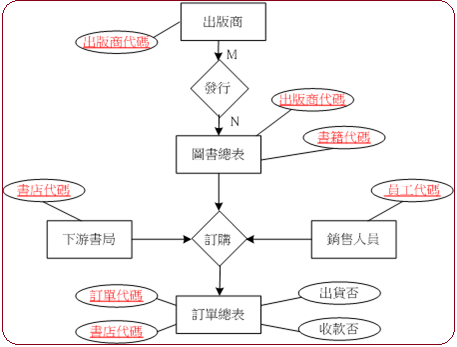 出版商
出版商代碼
M
發行
N
出版商代碼
書籍代碼
圖書總表
書店代碼
員工代碼
下游書局
訂購
銷售人員
訂單代碼
出貨否
訂單總表
書店代碼
收款否